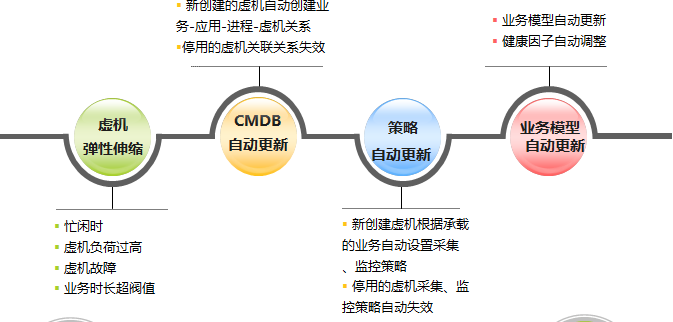 新创建的虚机自动创建业
务-应用-进程-虚机关系
停用的虚机关联关系失效
业务模型自动更新
健康因子自动调整
虚机
弹性伸缩
CMDB
自动更新
策略
自动更新
业务模型
自动更新
忙闲时
虚机负荷过高
虚机故障
业务时长超阀值
新创建虚机根据承载
的业务自动设置采集
、监控策略
停用的虚机采集、监
控策略自动失效